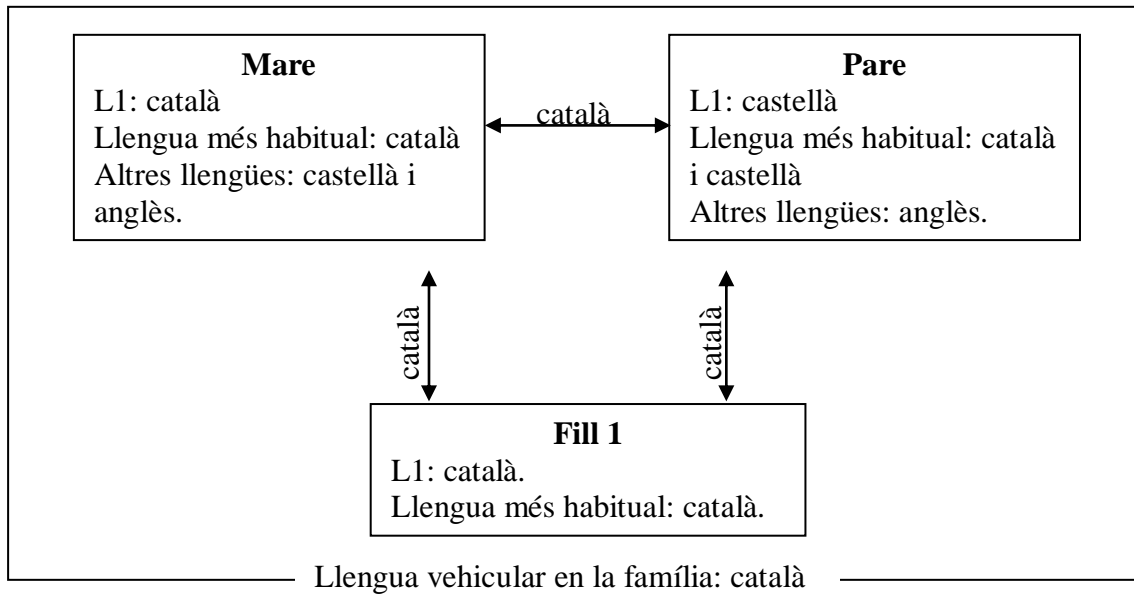 Mare
L1: català
Llengua més habitual: català
Altres llengües: castellà i
anglès.
català
Pare
L1: castellà
Llengua més habitual: català
i castellà
Altres llengües: anglès.
català
català
Fill 1
L1: català.
Llengua més habitual: català.
Llengua vehicular en la família: català